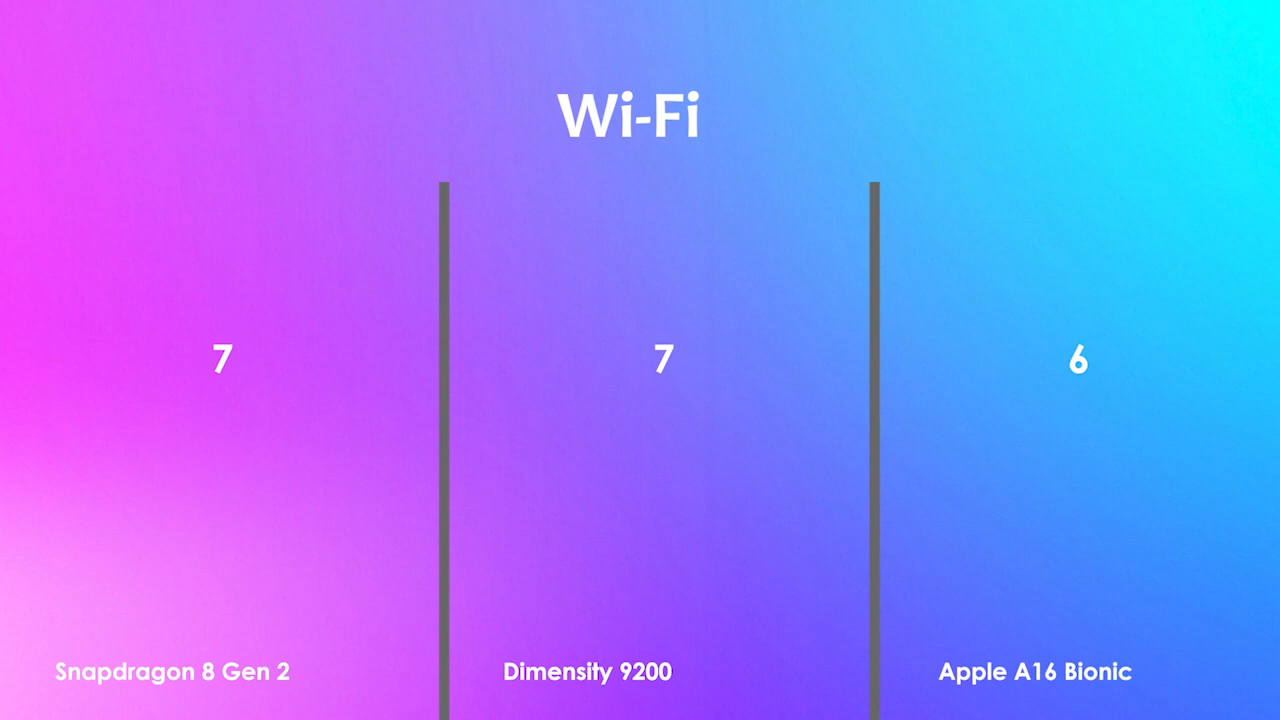 Wi-Fi
7
7
6
Snapdragon 8 Gen 2
Dimensity 9200
Apple A16 Bionic